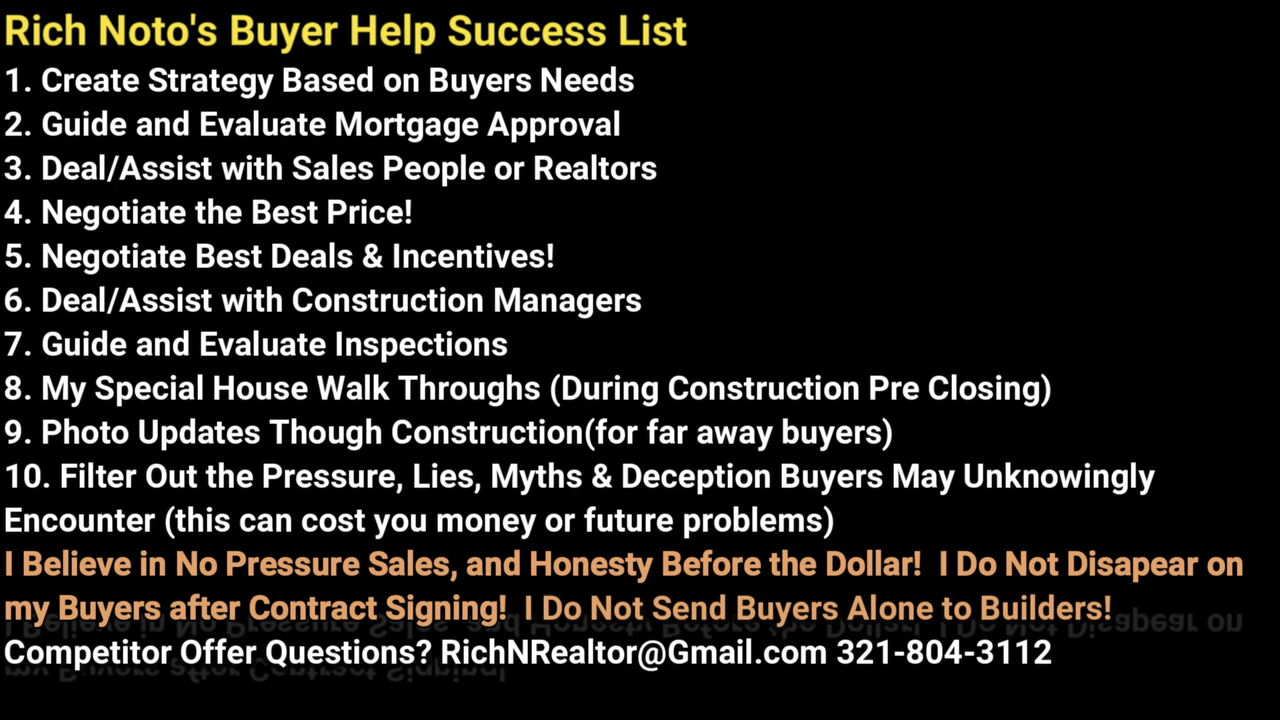 Rich Noto's Buyer Help Success List
1. Create Strategy Based on Buyers Needs
2. Guide and Evaluate Mortgage Approval
3. Deal/Assist with Sales People or Realtors
4. Negotiate the Best Price!
5. Negotiate Best Deals & Incentives!
6. Deal/Assist with Construction Managers
7. Guide and Evaluate Inspections
8. My Special House Walk Throughs (During Construction Pre Closing)
9. Photo Updates Though Construction(for far away buyers)
10. Filter Out the Pressure, Lies, Myths & Deception Buyers May Unknowingly
Encounter (this can cost you money or future problems)
I Believe in No Pressure Sales, and Honesty Before the Dollar!  I Do Not Disapear on
my Buyers after Contract Signing!  I Do Not Send Buyers Alone to Builders!
Competitor Offer Questions? RichNRealtor@Gmail.com 321-804-3112